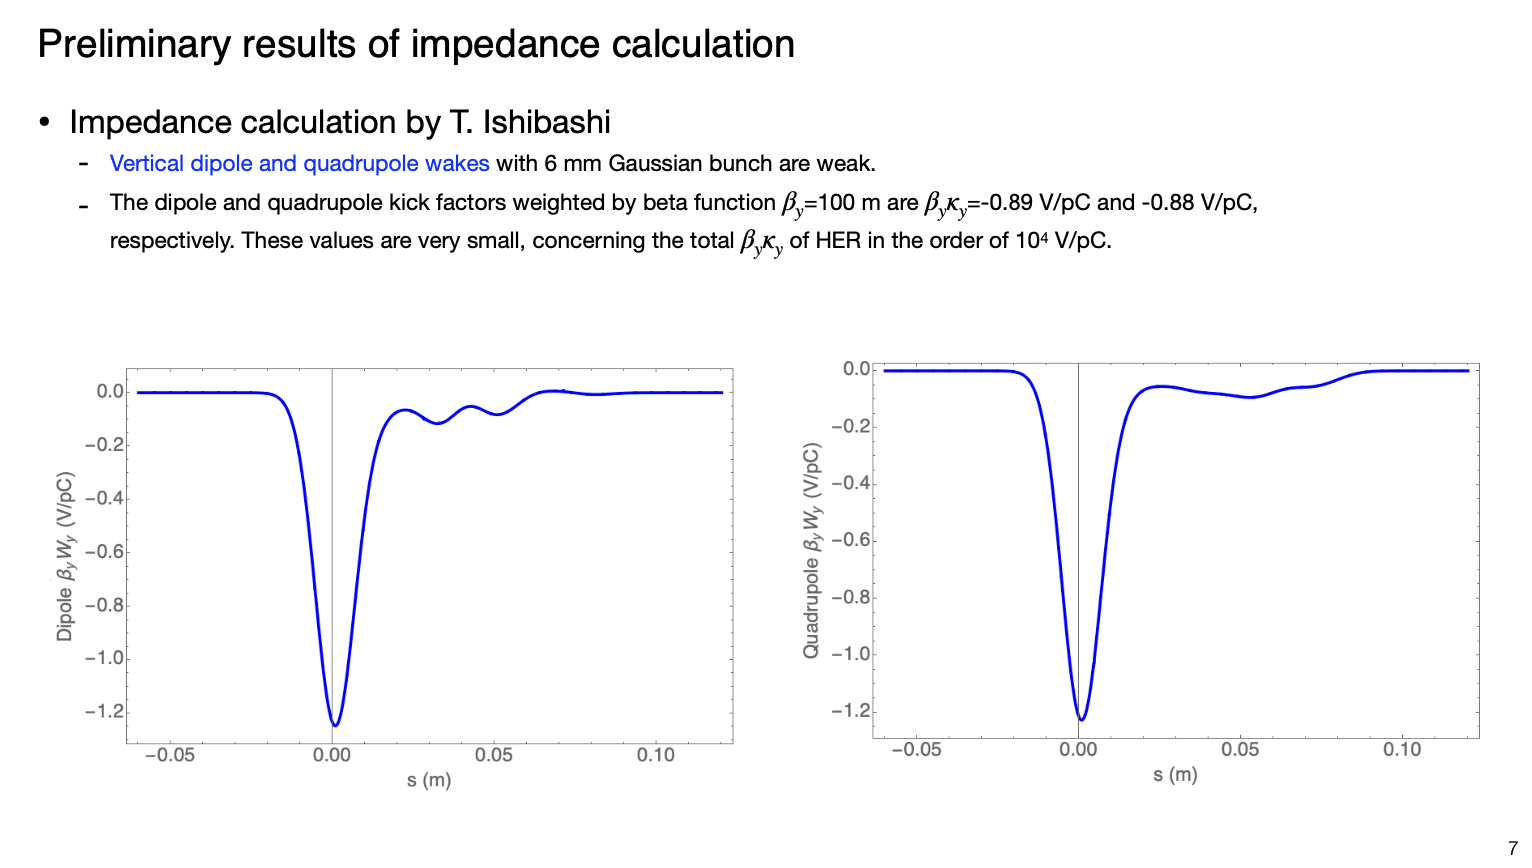 Preliminary results of impedance calculation
• Impedance calculation by T. Ishibashi
- Vertical dipole and quadrupole wakes with 6 mm Gaussian bunch are weak.
- The dipole and quadrupole kick factors weighted by beta function βy=100 m are βyκy=-0.89 V/pC and -0.88 V/pC,
respectively. These values are very small, concerning the total βyκy of HER in the order of 10⁴ V/pC.
0.0
−0.2
−0.4
−0.6
−0.8
−1.0
−1.2
Dipole βy Wy (V/pC)
−0.05 0.00 0.05 0.10
s (m)
0.0
−0.2
−0.4
−0.6
−0.8
−1.0
−1.2
Quadrupole βy Wy (V/pC)
−0.05 0.00 0.05 0.10
s (m)
7